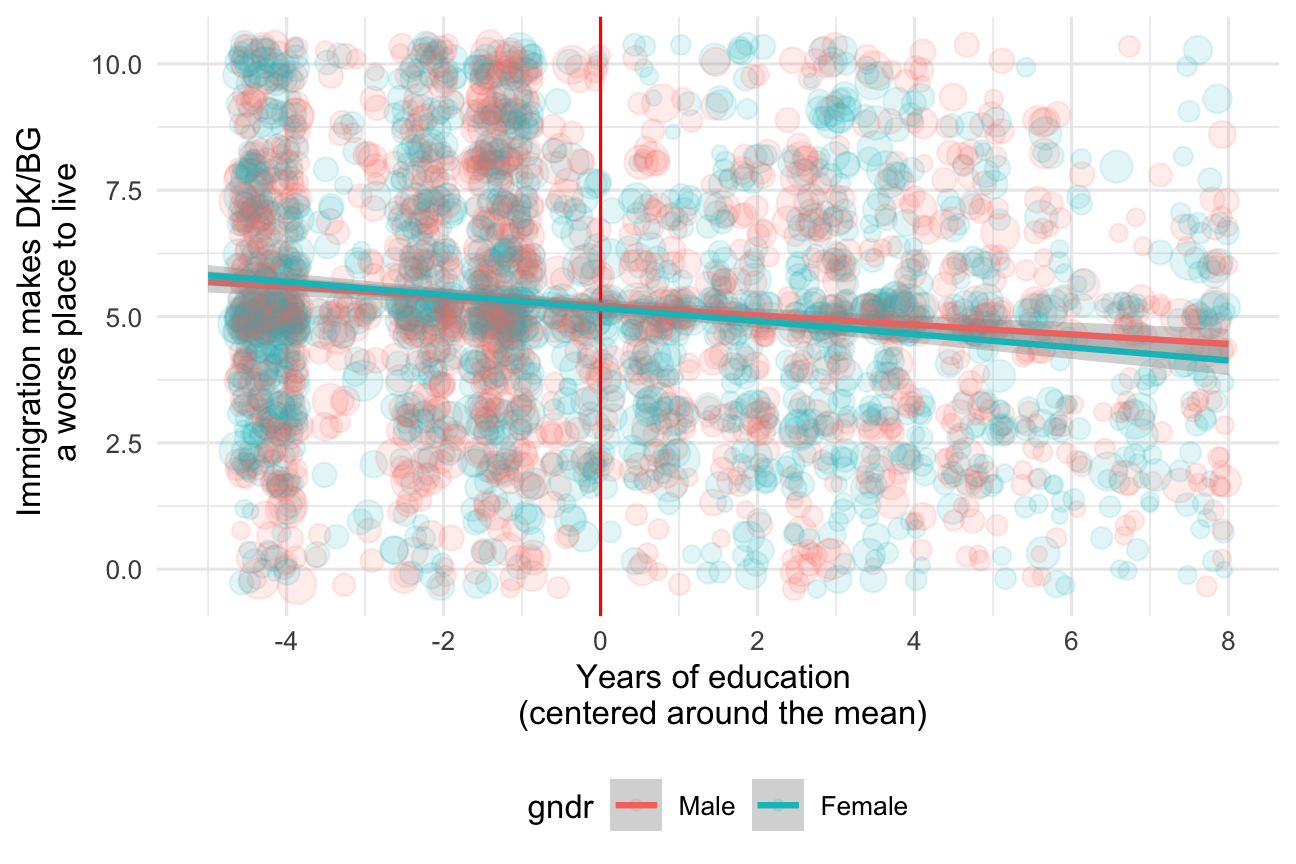 Immigration makes DK/BG
a worse place to live
10.0
7.5
5.0
2.5
0.0
-4 -2 0 2 4 6 8
Years of education
(centered around the mean)
gndr Male Female